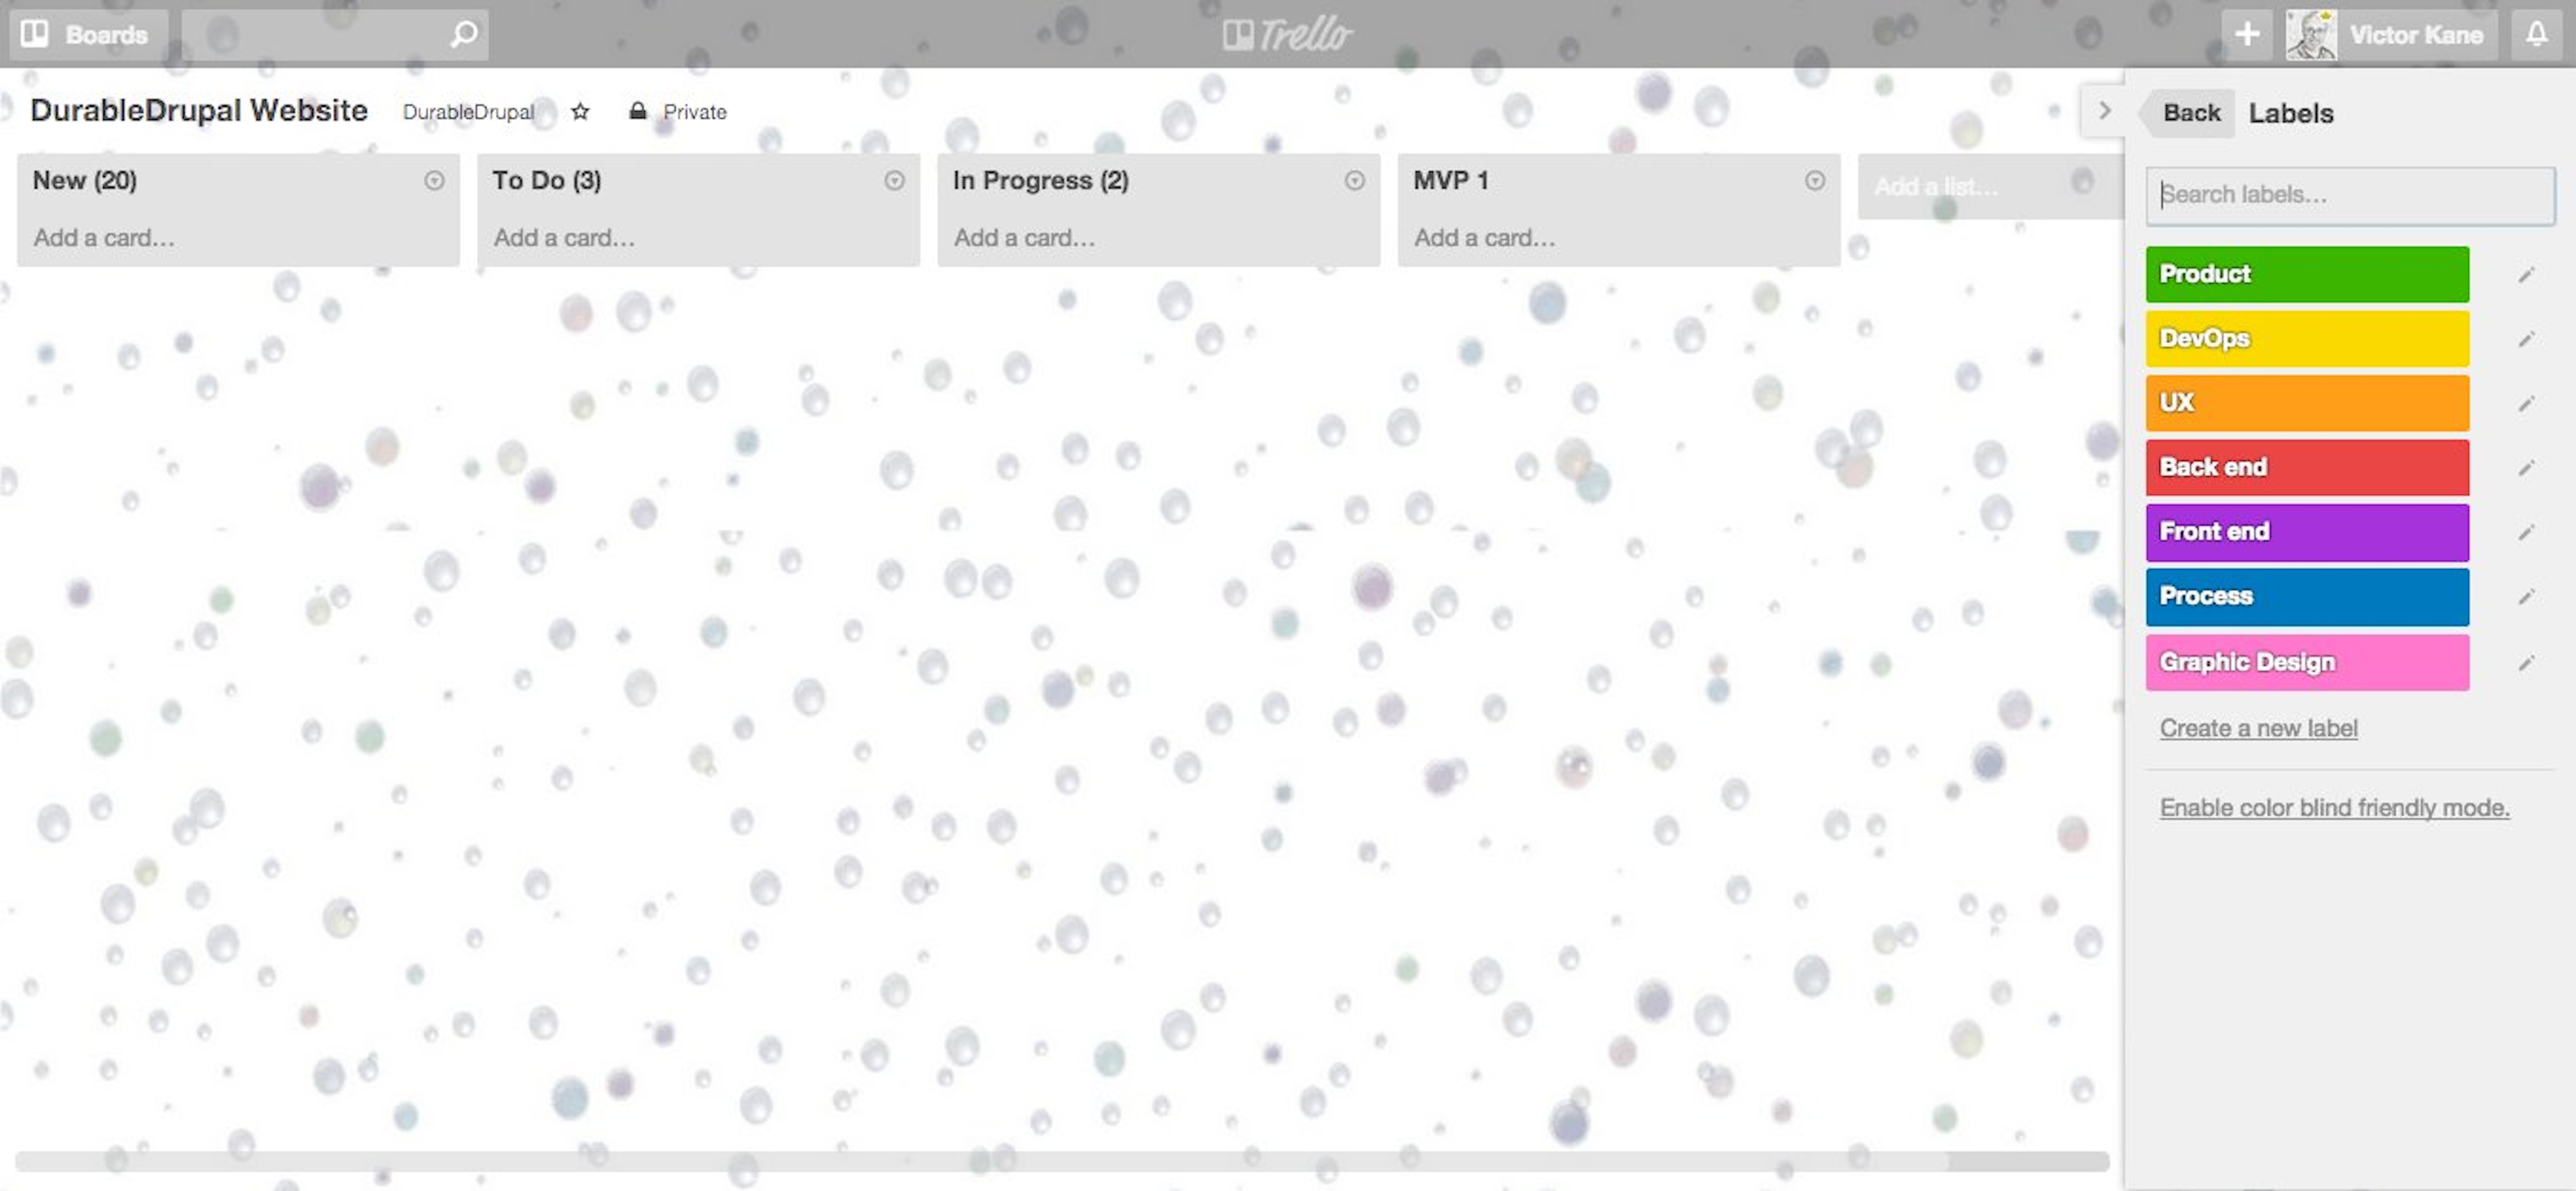 Boards
Trello
Victor Kane
DurableDrupal Website DurableDrupal Private
Back Labels
New (20)
Add a card...
To Do (3)
Add a card...
In Progress (2)
Add a card...
MVP 1
Add a card...
Add a list...
Search labels...
Product
DevOps
UX
Back end
Front end
Process
Graphic Design
Create a new label
Enable color blind friendly mode.